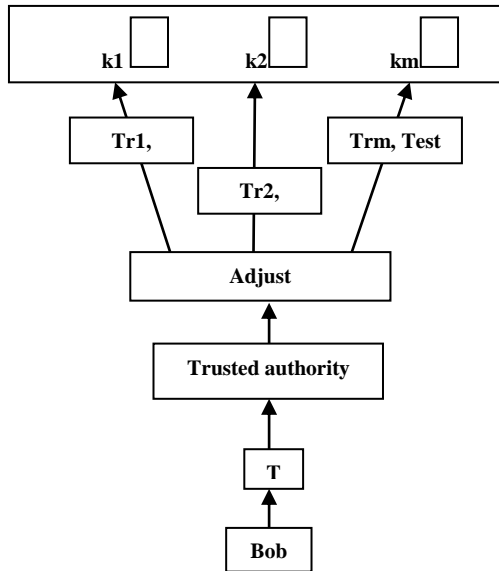 k1 k2 km
Tr1,
Trm, Test
Tr2,
Adjust
Trusted authority
T
Bob